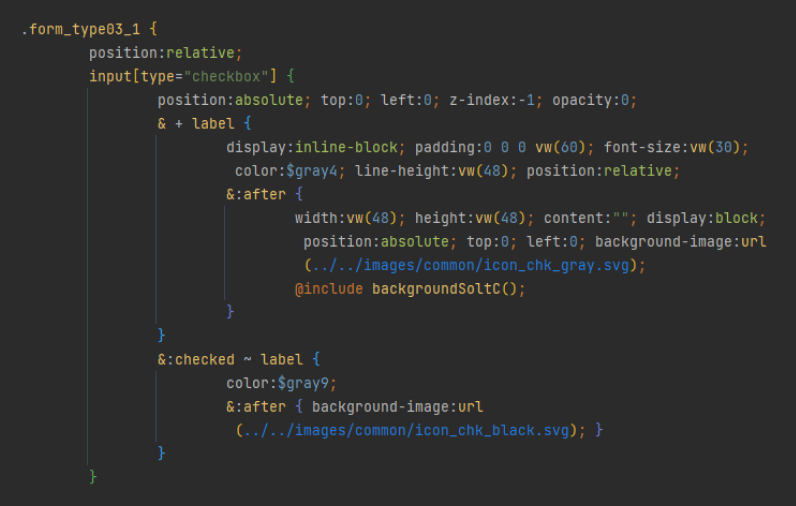 .form_type03_1 {
position:relative;
input[type="checkbox"] {
position:absolute; top:0; left:0; z-index:-1; opacity:0;
& + label {
display:inline-block; padding:0 0 0 vw(60); font-size:vw(30);
color:$gray4; line-height:vw(48); position:relative;
&:after {
width:vw(48); height:vw(48); content:""; display:block;
position:absolute; top:0; left:0; background-image:url
(../../images/common/icon_chk_gray.svg);
@include backgroundSoltC();
}
}
&:checked ~ label {
color:$gray9;
&:after { background-image:url
(../../images/common/icon_chk_black.svg); }
}
}